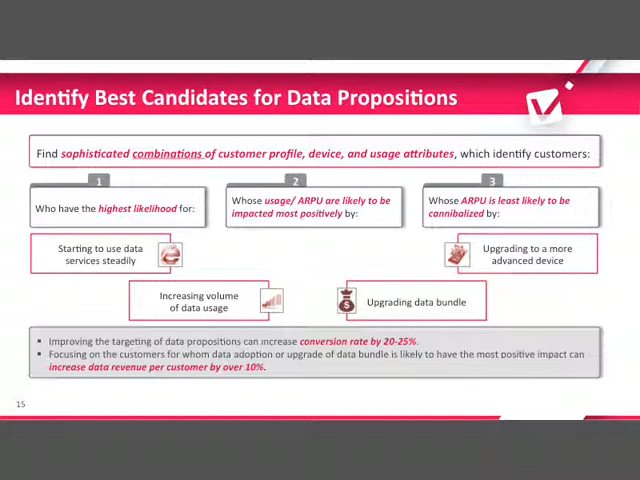 Identify Best Candidates for Data Propositions
Find sophisticated combinations of customer profile, device, and usage attributes, which identify customers:
1
2
3
Who have the highest likelihood for:
Whose usage/ ARPU are likely to be
impacted most positively by:
Whose ARPU is least likely to be
cannibalized by:
Starting to use data
services steadily
Upgrading to a more
advanced device
Increasing volume
of data usage
$
Upgrading data bundle
▪ Improving the targeting of data propositions can increase conversion rate by 20-25%.
▪ Focusing on the customers for whom data adoption or upgrade of data bundle is likely to have the most positive impact can
increase data revenue per customer by over 10%.
15